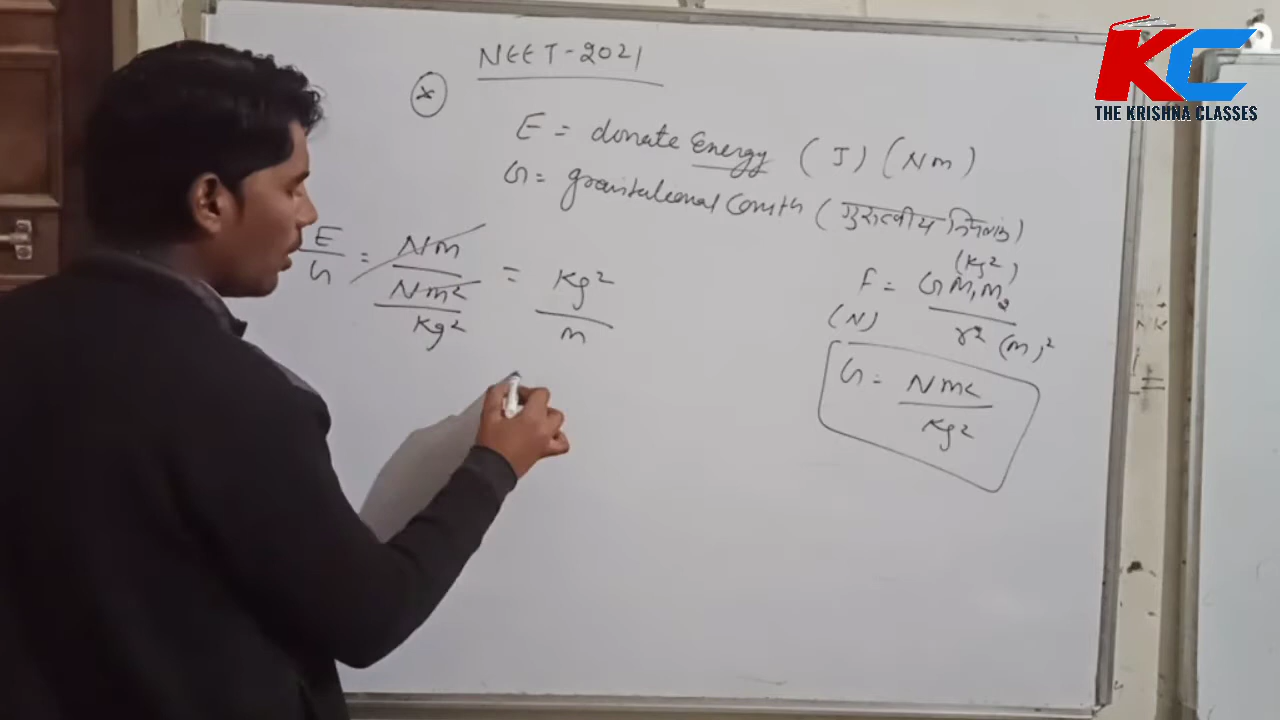 NEET-2021
E = donate Energy (J) (Nm)
G = gravitational Constn (गुरुत्वीय नियतांक)
E/G = Nm / (Nm²/Kg²) = Kg²/m
(Kg²)
F = G M₁M₂ / r² (m)²
(N)
G = Nm² / Kg²
KC
THE KRISHNA CLASSES